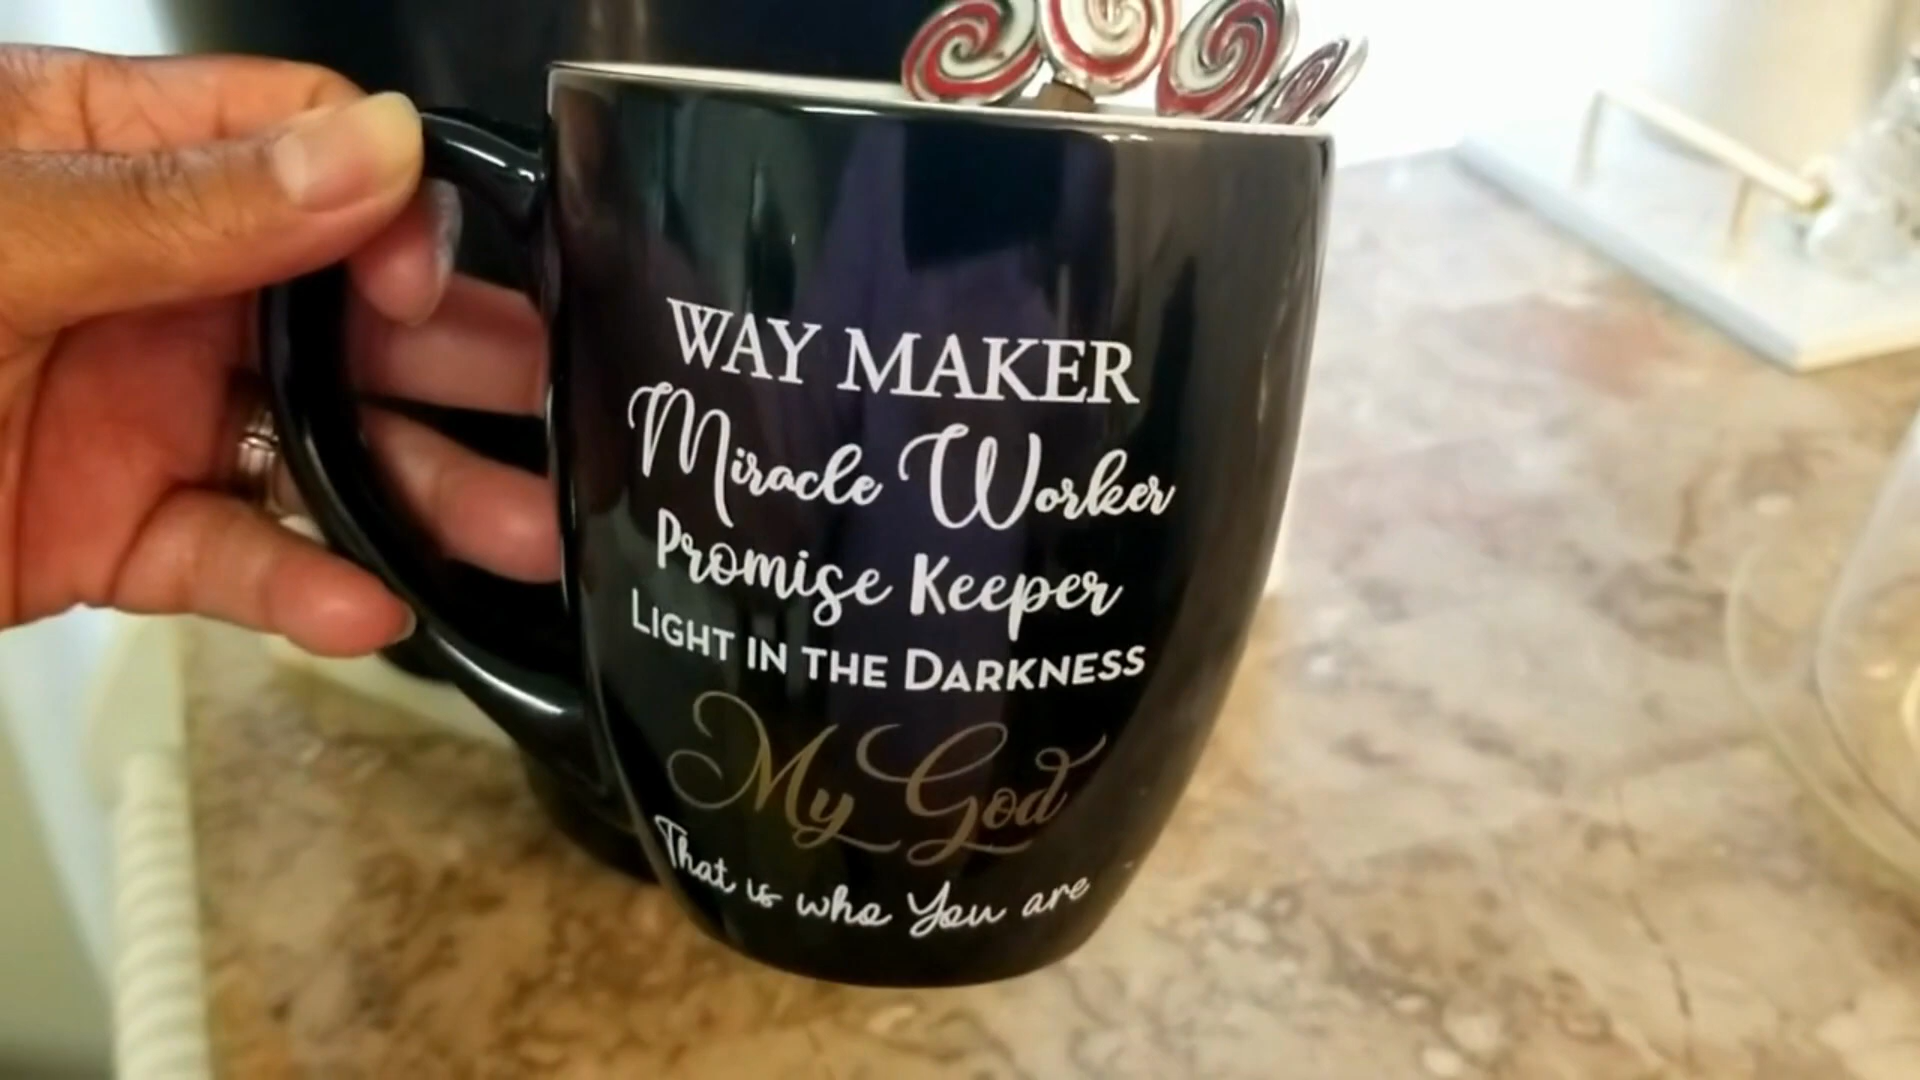 WAY MAKER
Miracle Worker
Promise Keeper
LIGHT IN THE DARKNESS
My God
That is who You are